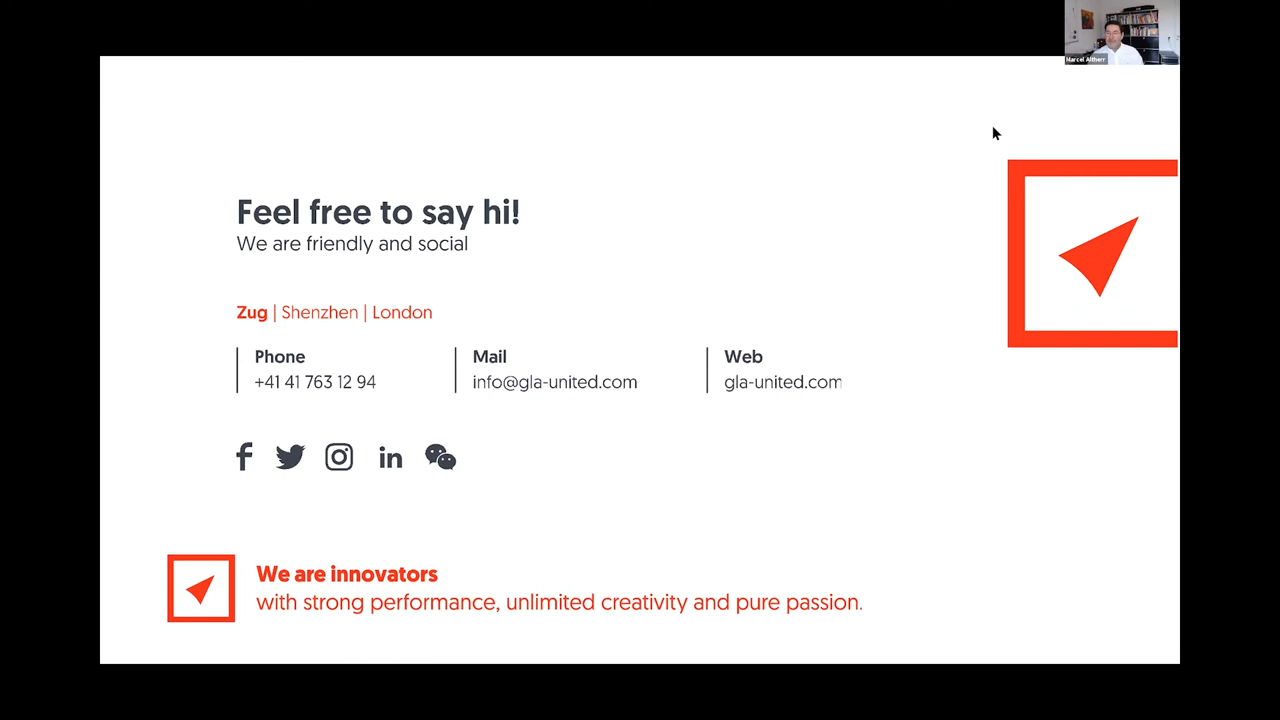 Marcel Altherr
Feel free to say hi!
We are friendly and social
Zug | Shenzhen | London
Phone
+41 41 763 12 94
Mail
info@gla-united.com
Web
gla-united.com
We are innovators
with strong performance, unlimited creativity and pure passion.